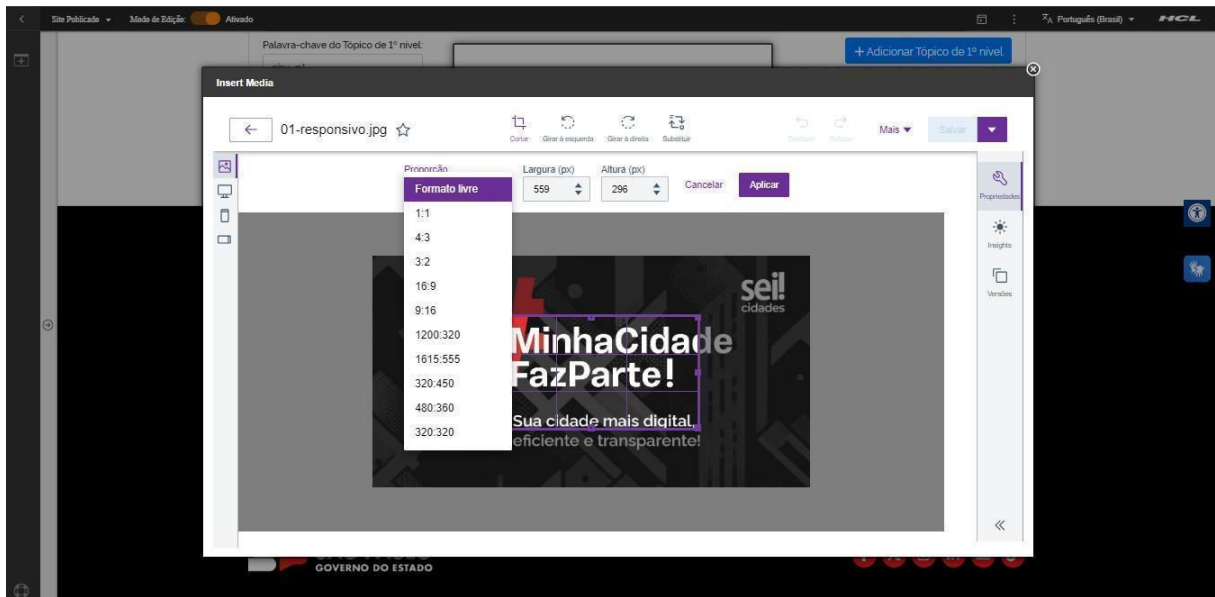 Site Publicado
Modo de Edição: Ativado
Português (Brasil)
HCL
Palavra-chave do Tópico de 1º nível:
+ Adicionar Tópico de 1º nível
Insert Media
01-responsivo.jpg
Cortar
Girar à esquerda
Girar à direita
Substituir
Mais
Salvar
Proporção
Largura (px)
Altura (px)
Formato livre
559
296
Cancelar
Aplicar
1:1
4:3
3:2
16:9
9:16
1200:320
1615:555
320:450
480:360
320:320
sei!
cidades
MinhaCidade
FazParte!
Sua cidade mais digital,
eficiente e transparente!
Propriedades
Insights
Versões
GOVERNO DO ESTADO